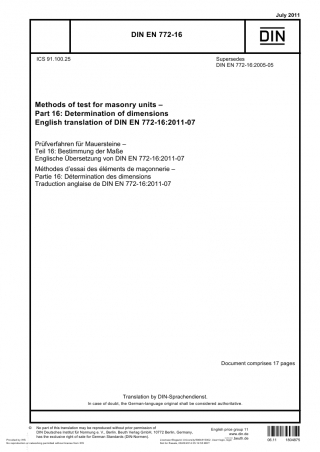 July 2011
DIN EN 772-16
DIN
ICS 91.100.25
Supersedes
DIN EN 772-16:2005-05
Methods of test for masonry units –
Part 16: Determination of dimensions
English translation of DIN EN 772-16:2011-07
Prüfverfahren für Mauersteine –
Teil 16: Bestimmung der Maße
Englische Übersetzung von DIN EN 772-16:2011-07
Méthodes d'essai des éléments de maçonnerie –
Partie 16: Détermination des dimensions
Traduction anglaise de DIN EN 772-16:2011-07
Document comprises 17 pages
Translation by DIN-Sprachendienst.
In case of doubt, the German-language original shall be considered authoritative.
© No part of this translation may be reproduced without prior permission of
DIN Deutsches Institut für Normung e. V., Berlin. Beuth Verlag GmbH, 10772 Berlin, Germany,
has the exclusive right of sale for German Standards (DIN-Normen).
English price group 11
www.din.de
www.beuth.de